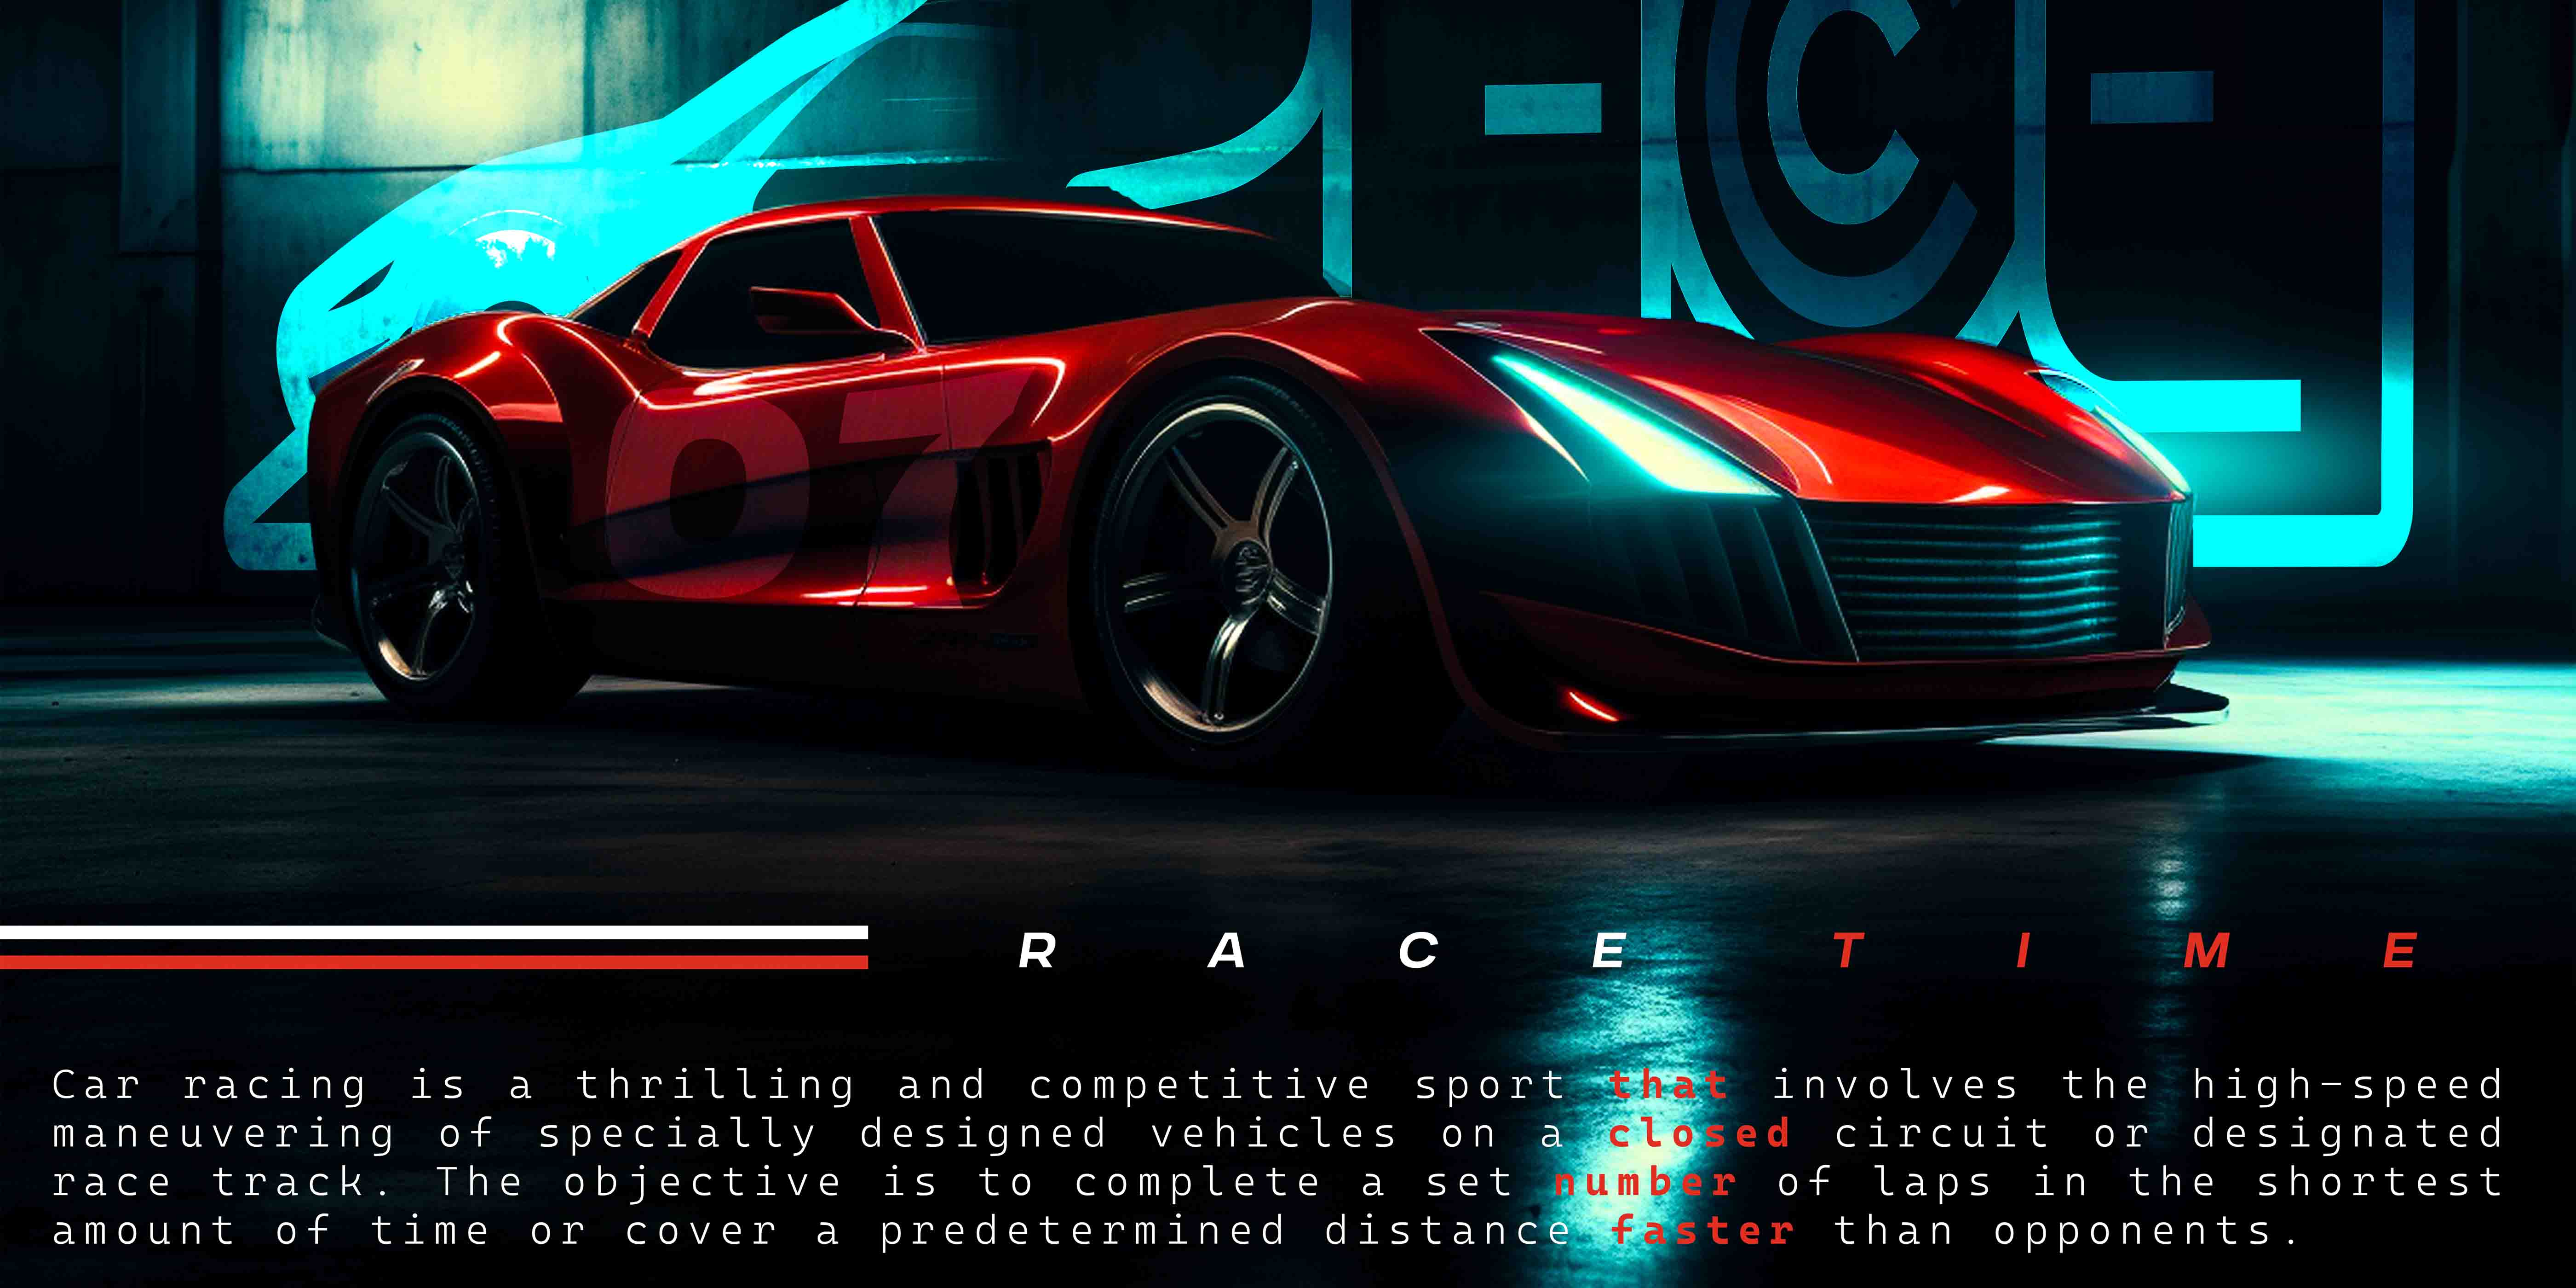 C
07
RACE TIME
Car racing is a thrilling and competitive sport that involves the high-speed
maneuvering of specially designed vehicles on a closed circuit or designated
race track. The objective is to complete a set number of laps in the shortest
amount of time or cover a predetermined distance faster than opponents.